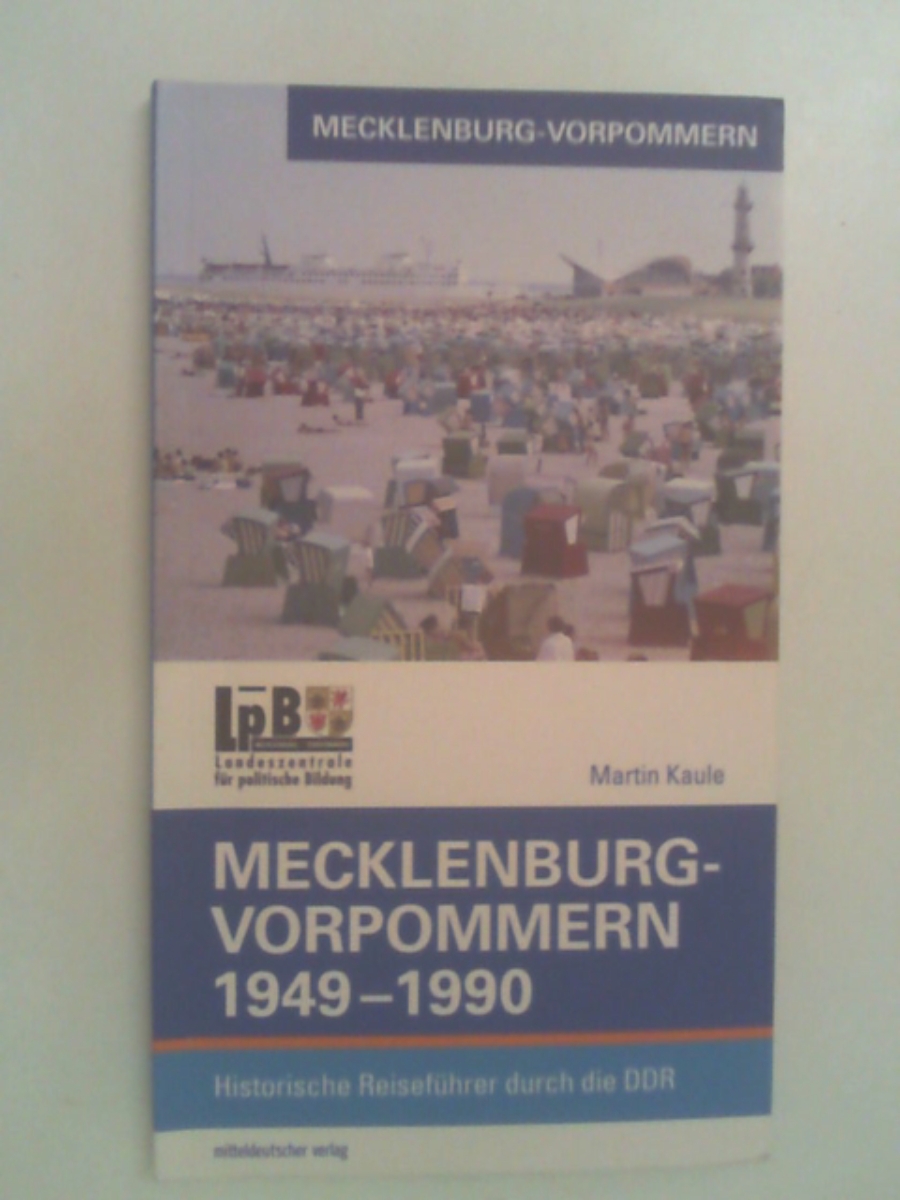 MECKLENBURG-VORPOMMERN
LpB
Landeszentrale
für politische Bildung
Martin Kaule
MECKLENBURG-
VORPOMMERN
1949–1990
Historische Reiseführer durch die DDR
mitteldeutscher verlag